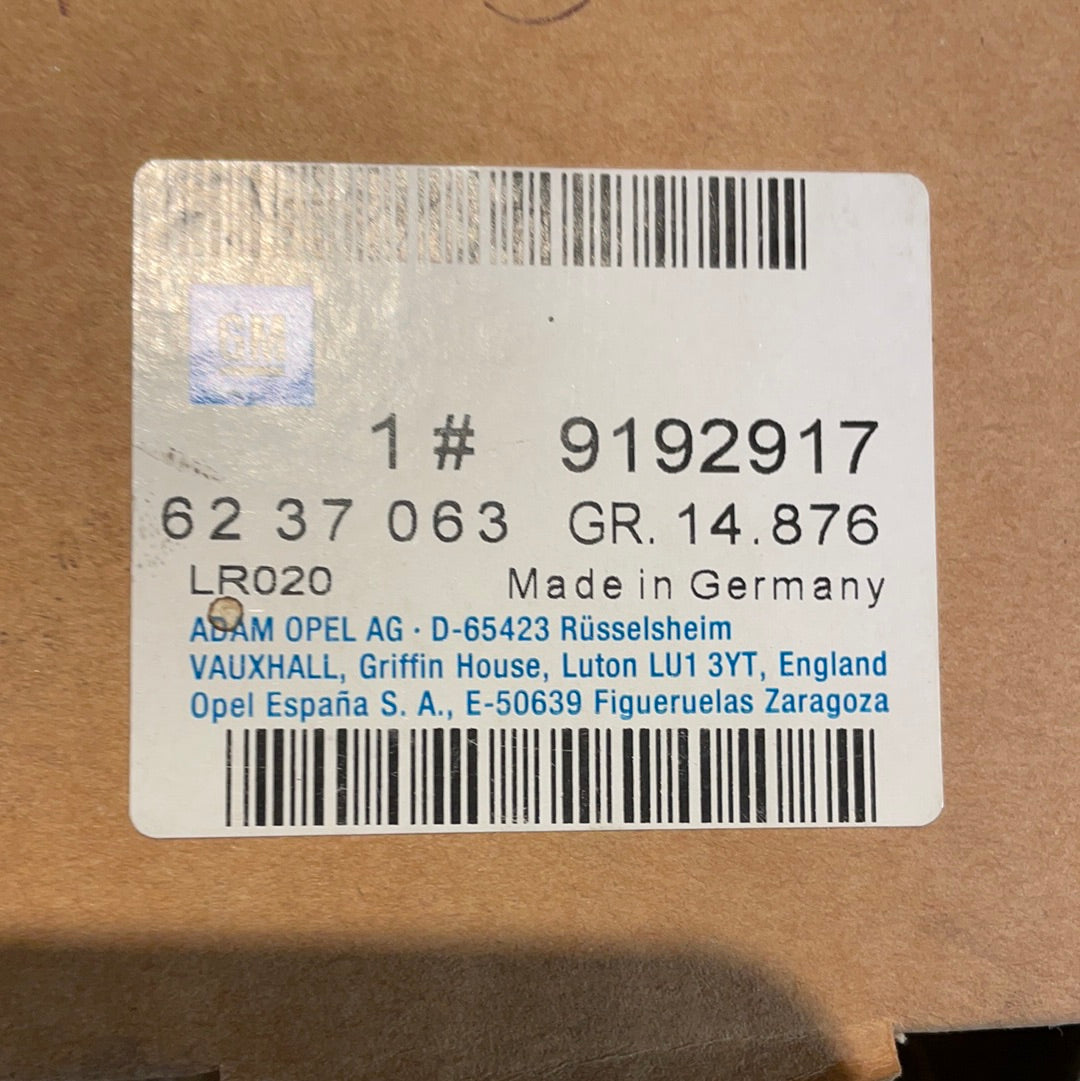 GM
1 # 9192917
62 37 063 GR. 14.876
LR020 Made in Germany
ADAM OPEL AG · D-65423 Rüsselsheim
VAUXHALL, Griffin House, Luton LU1 3YT, England
Opel España S. A., E-50639 Figueruelas Zaragoza